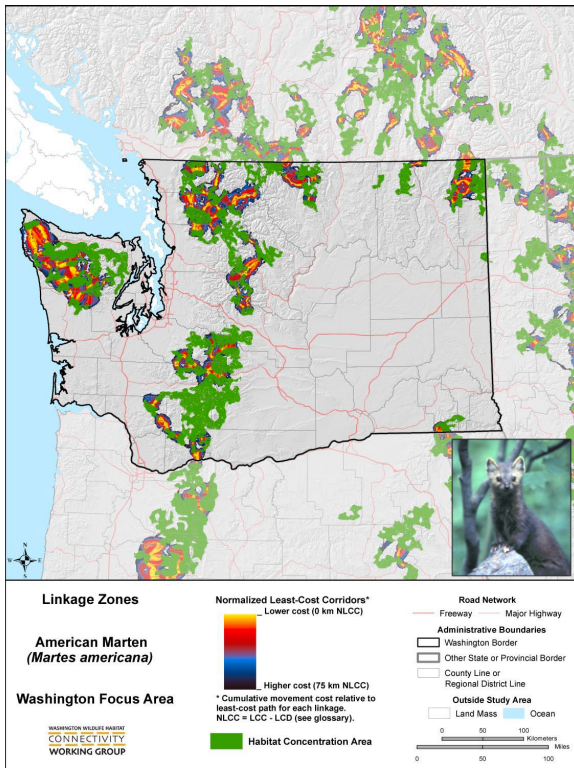 N
W E
S
Linkage Zones
American Marten
(Martes americana)
Washington Focus Area
WASHINGTON WILDLIFE HABITAT
CONNECTIVITY
WORKING GROUP
Normalized Least-Cost Corridors*
Lower cost (0 km NLCC)
Higher cost (75 km NLCC)
* Cumulative movement cost relative to
least-cost path for each linkage.
NLCC = LCC - LCD (see glossary).
Habitat Concentration Area
Road Network
Freeway Major Highway
Administrative Boundaries
Washington Border
Other State or Provincial Border
County Line or
Regional District Line
Outside Study Area
Land Mass Ocean
0 50 100
Kilometers
Miles
0 50 100